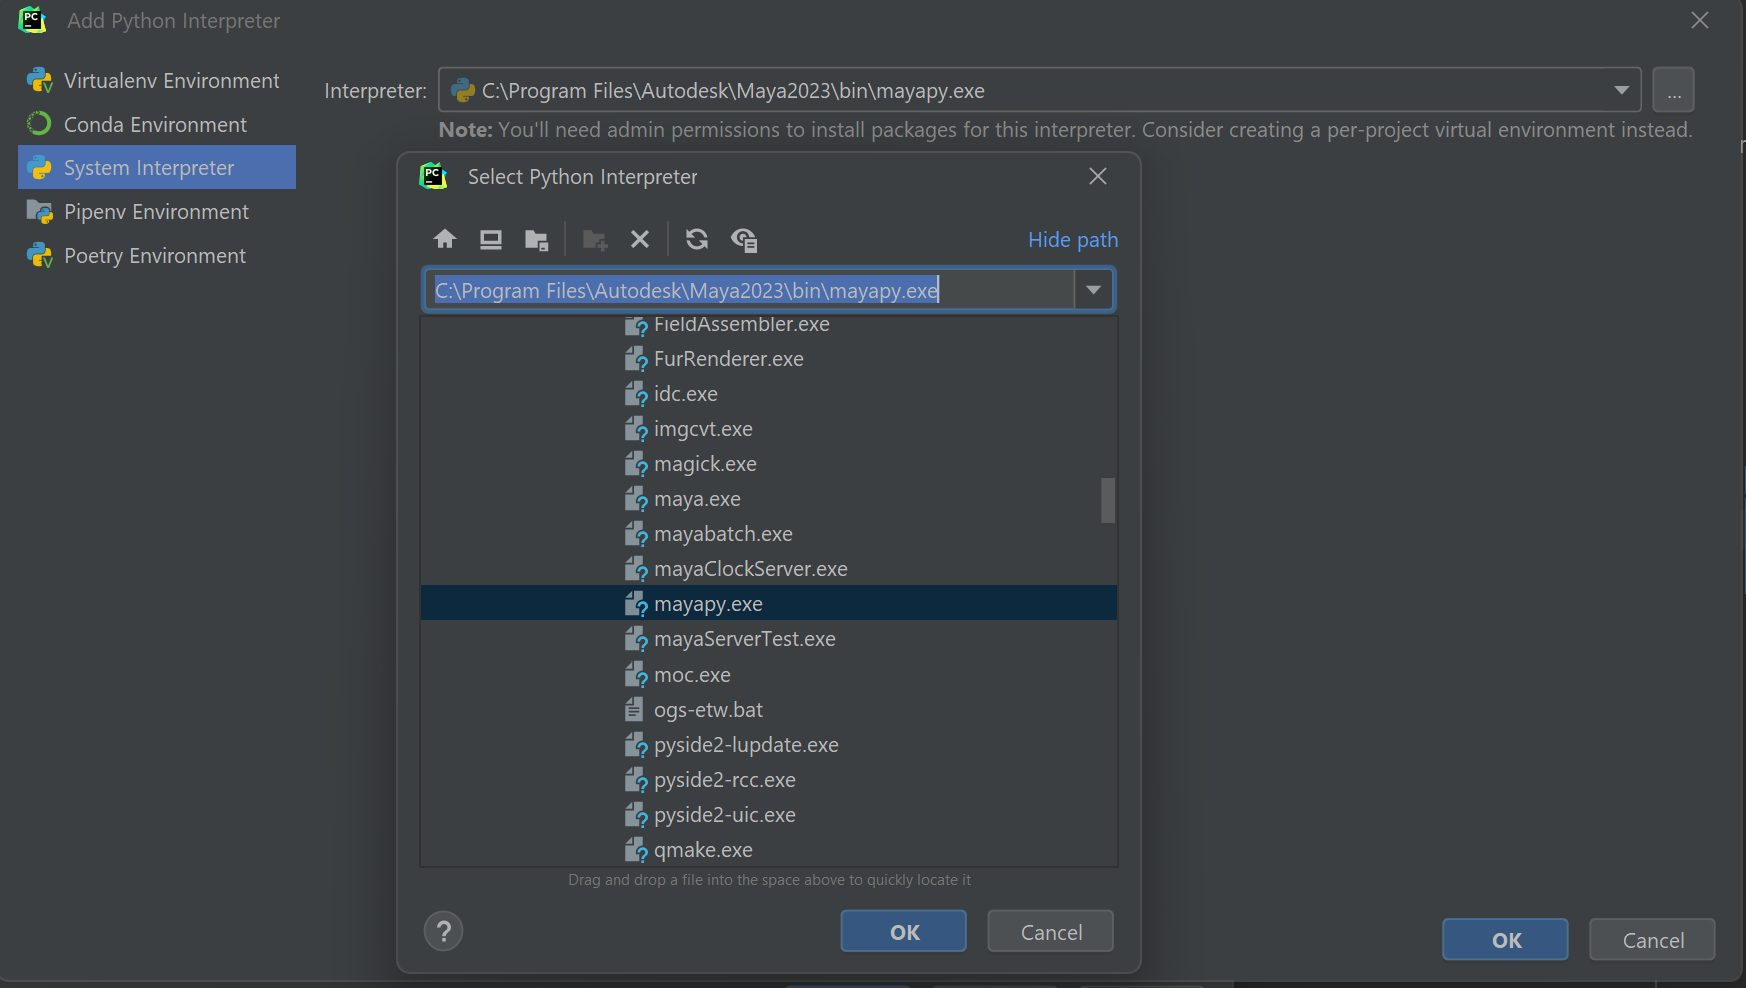 Add Python Interpreter
Virtualenv Environment
Conda Environment
System Interpreter
Pipenv Environment
Poetry Environment
Interpreter: C:\Program Files\Autodesk\Maya2023\bin\mayapy.exe ...
Note: You'll need admin permissions to install packages for this interpreter. Consider creating a per-project virtual environment instead.
Select Python Interpreter
Hide path
C:\Program Files\Autodesk\Maya2023\bin\mayapy.exe
FieldAssembler.exe
FurRenderer.exe
idc.exe
imgcvt.exe
magick.exe
maya.exe
mayabatch.exe
mayaClockServer.exe
mayapy.exe
mayaServerTest.exe
moc.exe
ogs-etw.bat
pyside2-lupdate.exe
pyside2-rcc.exe
pyside2-uic.exe
qmake.exe
Drag and drop a file into the space above to quickly locate it
? OK Cancel
OK Cancel